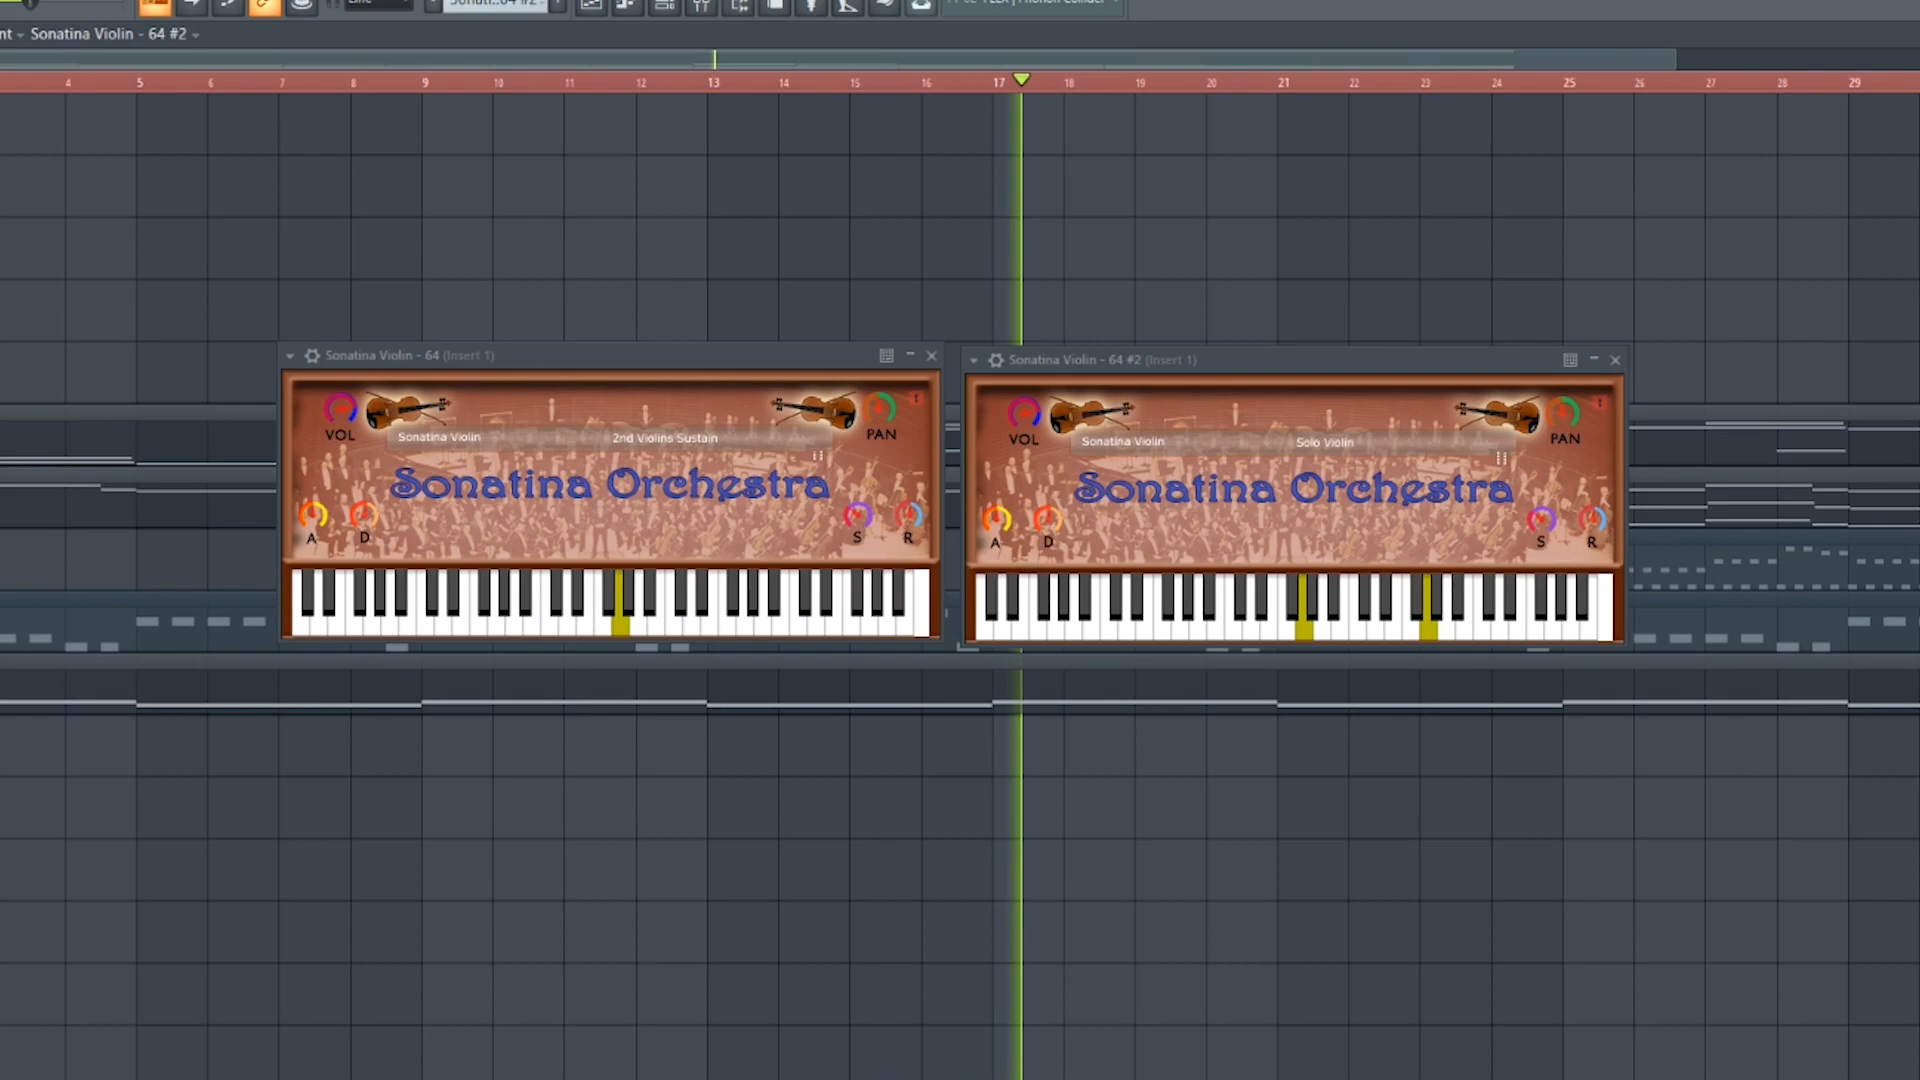 nt Sonatina Violin - 64 #2
4 5 6 7 8 9 10 11 12 13 14 15 16 17 18 19 20 21 22 23 24 25 26 27 28 29
Sonatina Violin - 64 (Insert 1)
VOL
PAN
Sonatina Violin
2nd Violins Sustain
Sonatina Orchestra
A
D
S
R
Sonatina Violin - 64 #2 (Insert 1)
VOL
PAN
Sonatina Violin
Solo Violin
Sonatina Orchestra
A
D
S
R